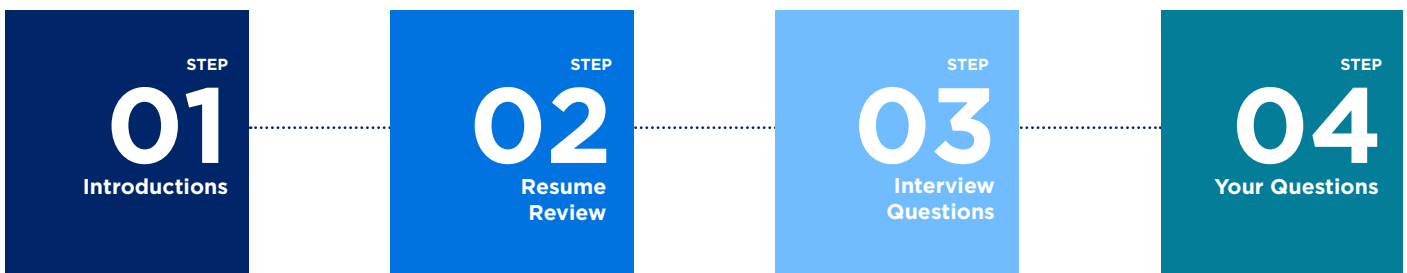 STEP
01
Introductions
STEP
02
Resume
Review
STEP
03
Interview
Questions
STEP
04
Your Questions